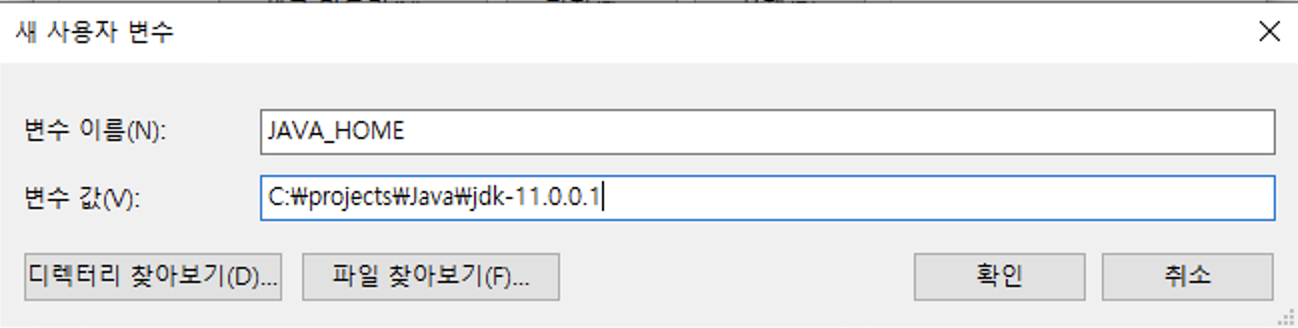 새 사용자 변수
변수 이름(N):
JAVA_HOME
변수 값(V):
C:₩projects₩Java₩jdk-11.0.0.1
디렉터리 찾아보기(D)...
파일 찾아보기(F)...
확인
취소